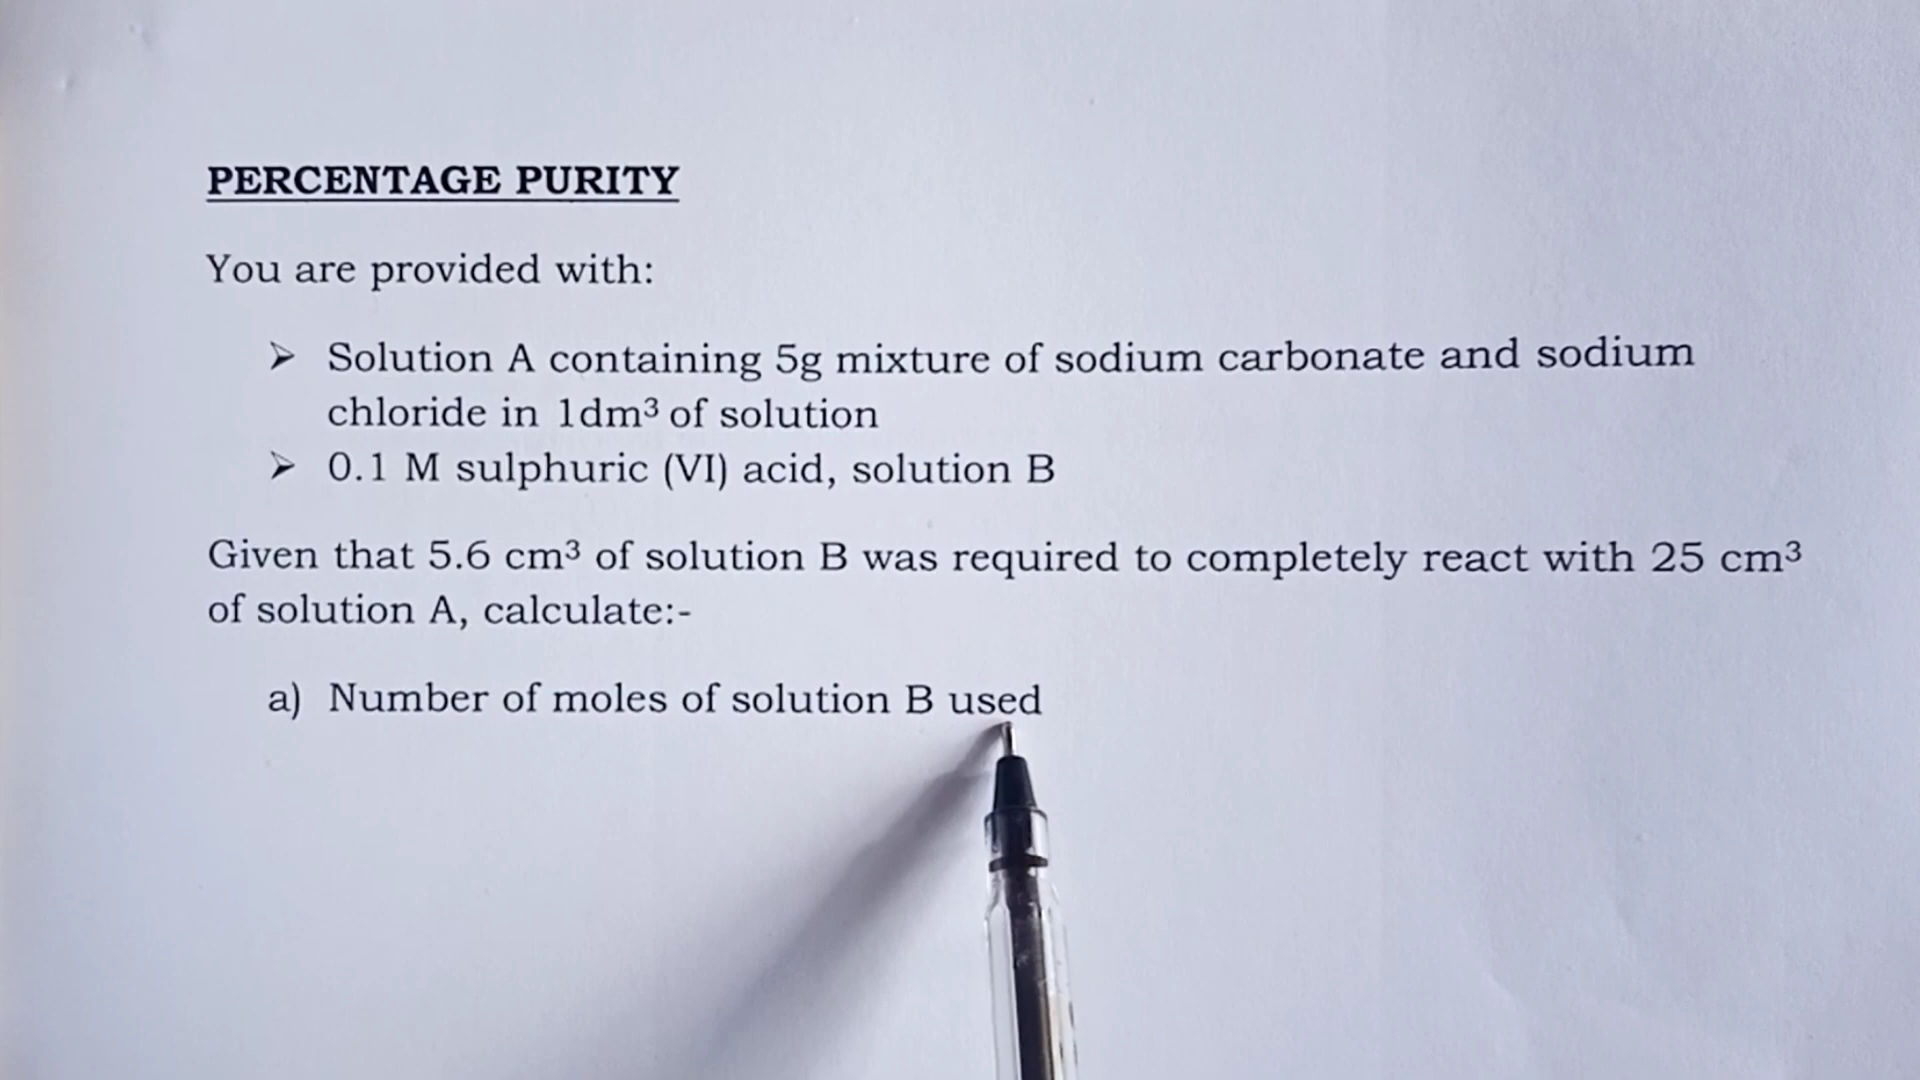 PERCENTAGE PURITY
You are provided with:
➢ Solution A containing 5g mixture of sodium carbonate and sodium
chloride in 1dm³ of solution
➢ 0.1 M sulphuric (VI) acid, solution B
Given that 5.6 cm³ of solution B was required to completely react with 25 cm³
of solution A, calculate:-
a) Number of moles of solution B used